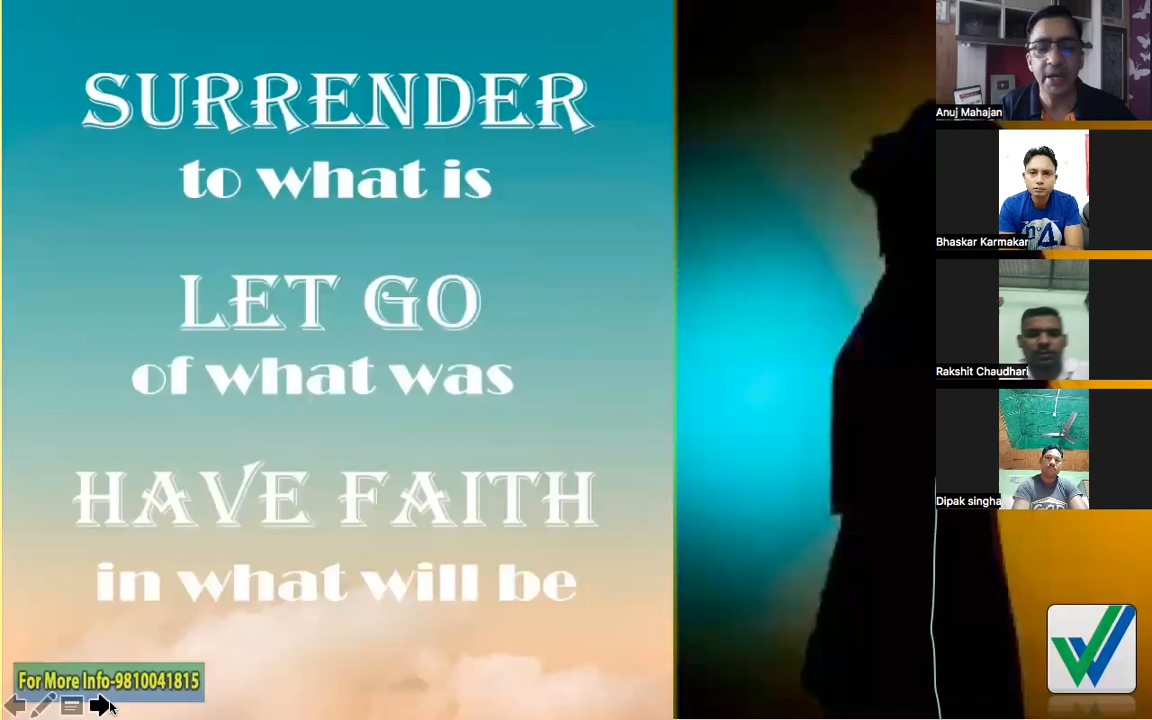 SURRENDER
to what is
LET GO
of what was
HAVE FAITH
in what will be
For More Info-9810041815
Anuj Mahajan
Bhaskar Karmakar
Rakshit Chaudhari
Dipak singha